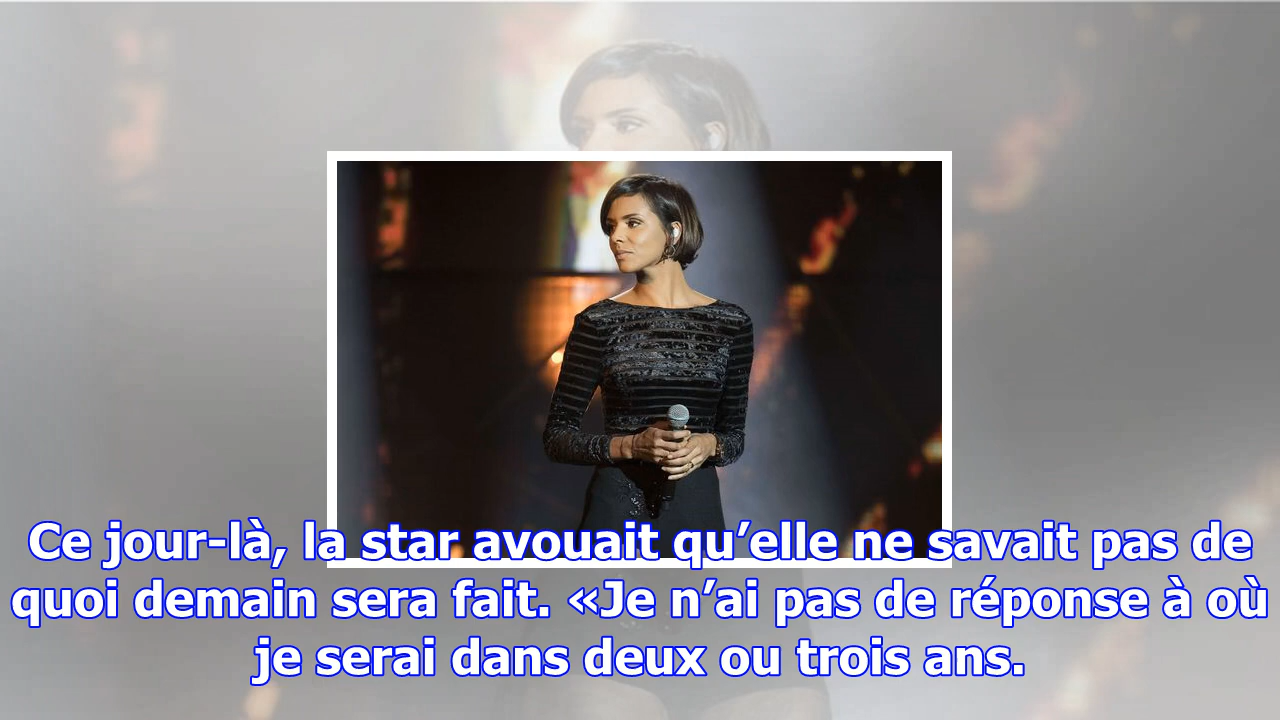 Ce jour-là, la star avouait qu’elle ne savait pas de
quoi demain sera fait. «Je n’ai pas de réponse à où
je serai dans deux ou trois ans.